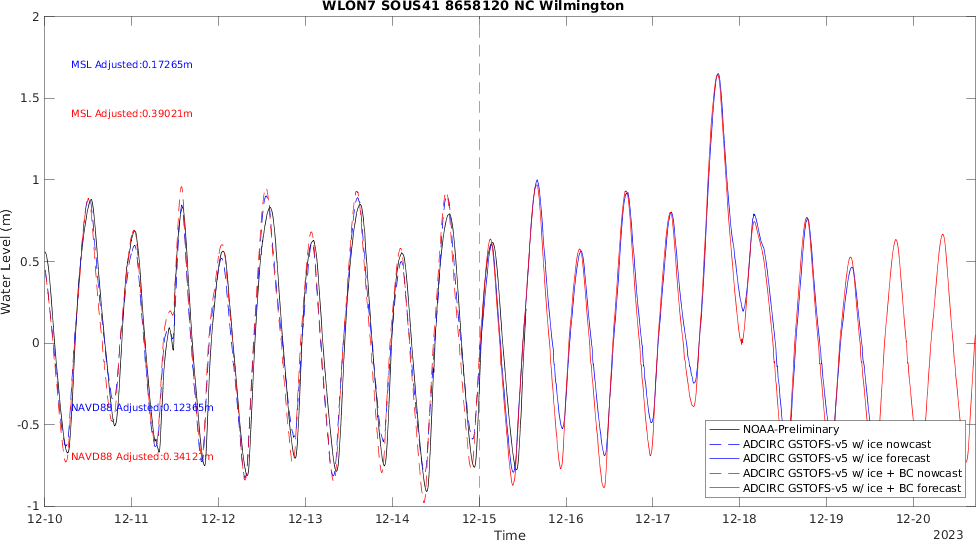 WLON7 SOUS41 8658120 NC Wilmington
2
1.5
1
0.5
0
-0.5
-1
Water Level (m)
MSL Adjusted:0.17265m
MSL Adjusted:0.39021m
NAVD88 Adjusted:0.12365m
NAVD88 Adjusted:0.34121m
NOAA-Preliminary
ADCIRC GSTOFS-v5 w/ ice nowcast
ADCIRC GSTOFS-v5 w/ ice forecast
ADCIRC GSTOFS-v5 w/ ice + BC nowcast
ADCIRC GSTOFS-v5 w/ ice + BC forecast
12-10 12-11 12-12 12-13 12-14 12-15 12-16 12-17 12-18 12-19 12-20
Time
2023